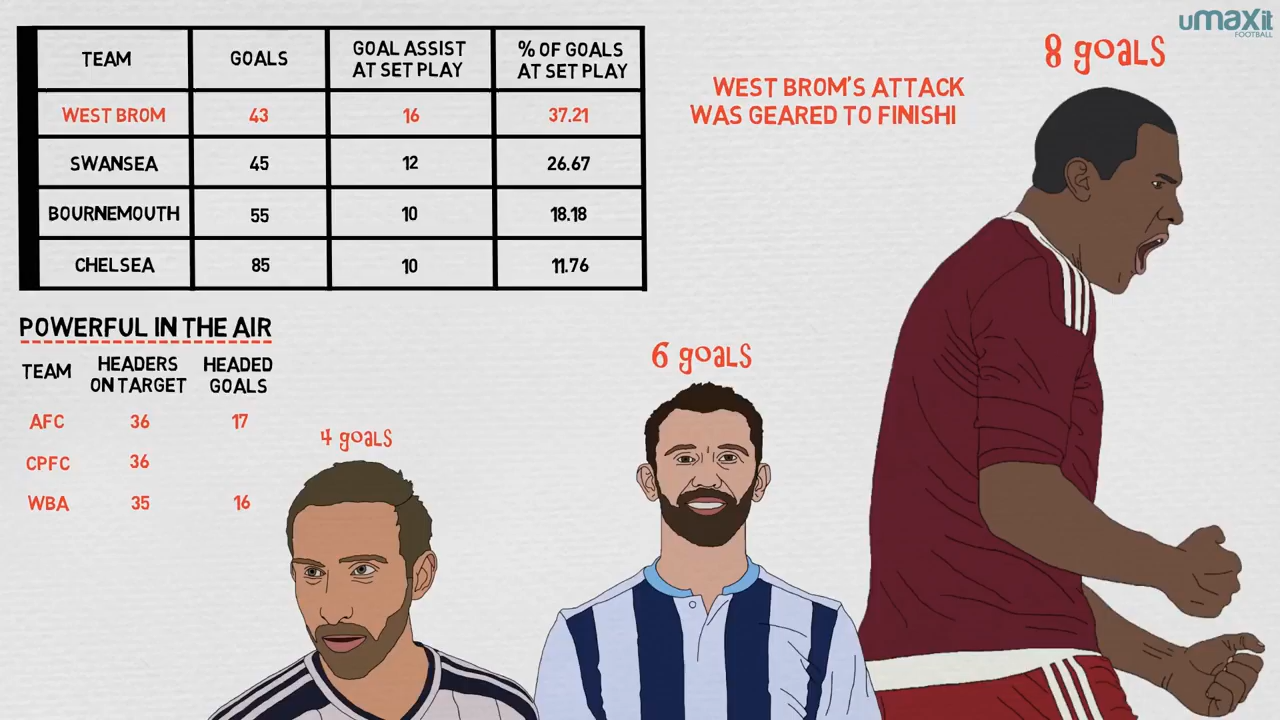 umaxit
FOOTBALL
TEAM GOALS GOAL ASSIST AT SET PLAY % OF GOALS AT SET PLAY
WEST BROM 43 16 37.21
SWANSEA 45 12 26.67
BOURNEMOUTH 55 10 18.18
CHELSEA 85 10 11.76
WEST BROM'S ATTACK
WAS GEARED TO FINISH!
8 goals
POWERFUL IN THE AIR
TEAM HEADERS ON TARGET HEADED GOALS
AFC 36 17
CPFC 36
WBA 35 16
4 goals
6 goals